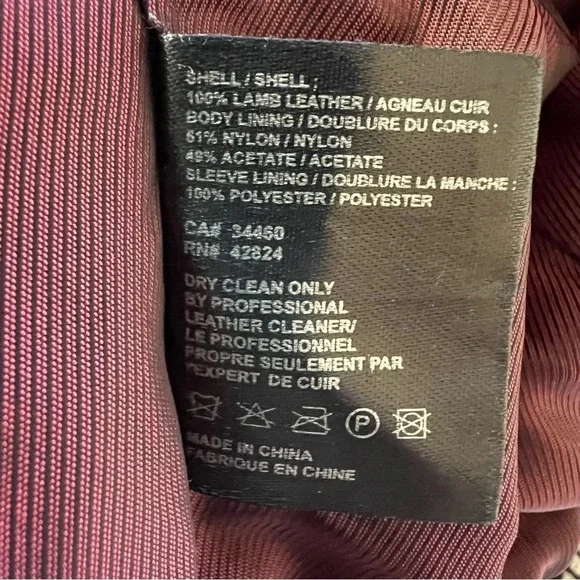 SHELL / SHELL :
100% LAMB LEATHER / AGNEAU CUIR
BODY LINING / DOUBLURE DU CORPS :
51% NYLON / NYLON
49% ACETATE / ACETATE
SLEEVE LINING / DOUBLURE LA MANCHE :
100% POLYESTER / POLYESTER
CA# 34460
RN# 42824
DRY CLEAN ONLY
BY PROFESSIONAL
LEATHER CLEANER/
LE PROFESSIONNEL
PROPRE SEULEMENT PAR
l'EXPERT DE CUIR
P
MADE IN CHINA
FABRIQUE EN CHINE